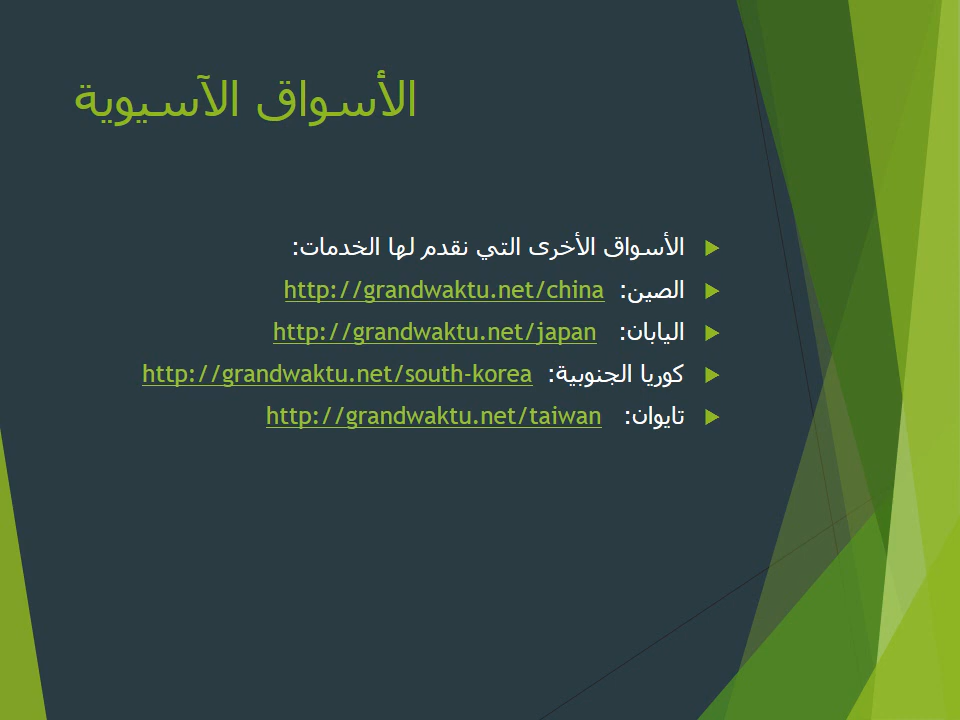 الأسواق الآسيوية
الأسواق الأخرى التي نقدم لها الخدمات:
الصين: http://grandwaktu.net/china
اليابان: http://grandwaktu.net/japan
كوريا الجنوبية: http://grandwaktu.net/south-korea
تايوان: http://grandwaktu.net/taiwan